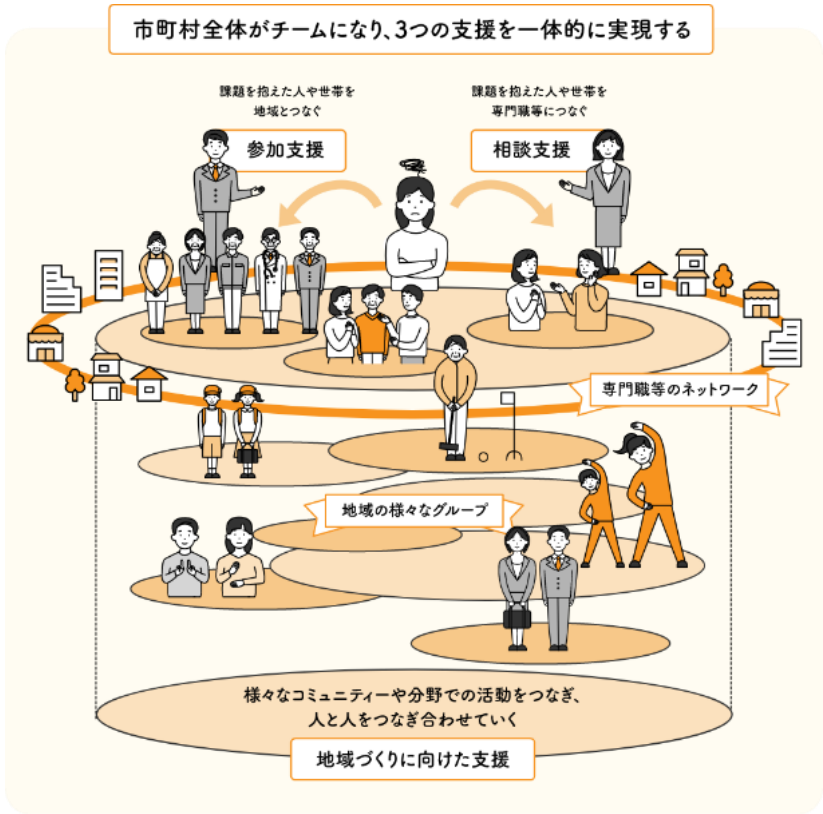 市町村全体がチームになり、3つの支援を一体的に実現する
課題を抱えた人や世帯を
地域とつなぐ
参加支援
課題を抱えた人や世帯を
専門職等につなぐ
相談支援
専門職等のネットワーク
地域の様々なグループ
様々なコミュニティーや分野での活動をつなぎ、
人と人をつなぎ合わせていく
地域づくりに向けた支援